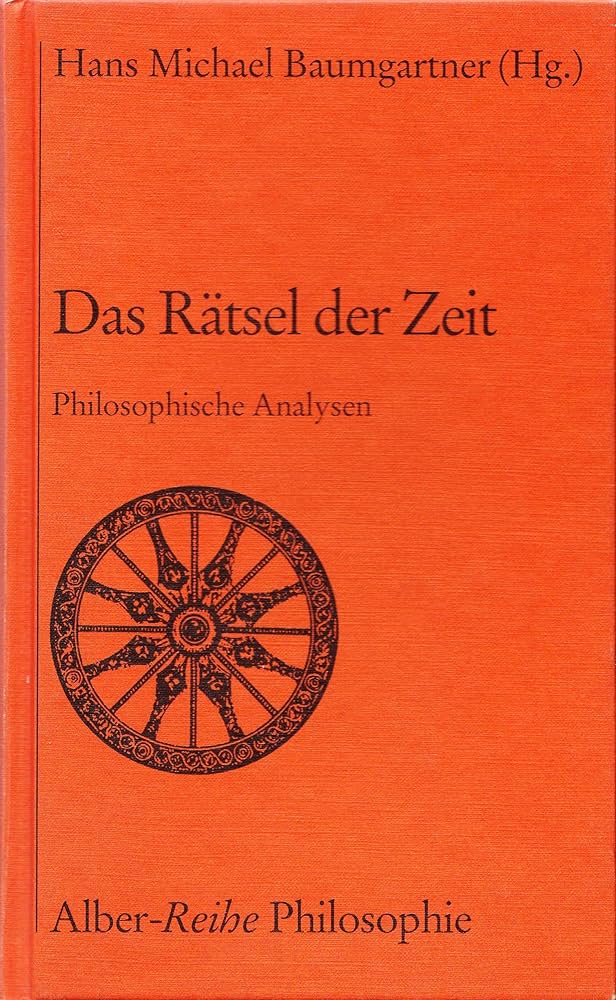 Hans Michael Baumgartner (Hg.)
Das Rätsel der Zeit
Philosophische Analysen
Alber-Reihe Philosophie